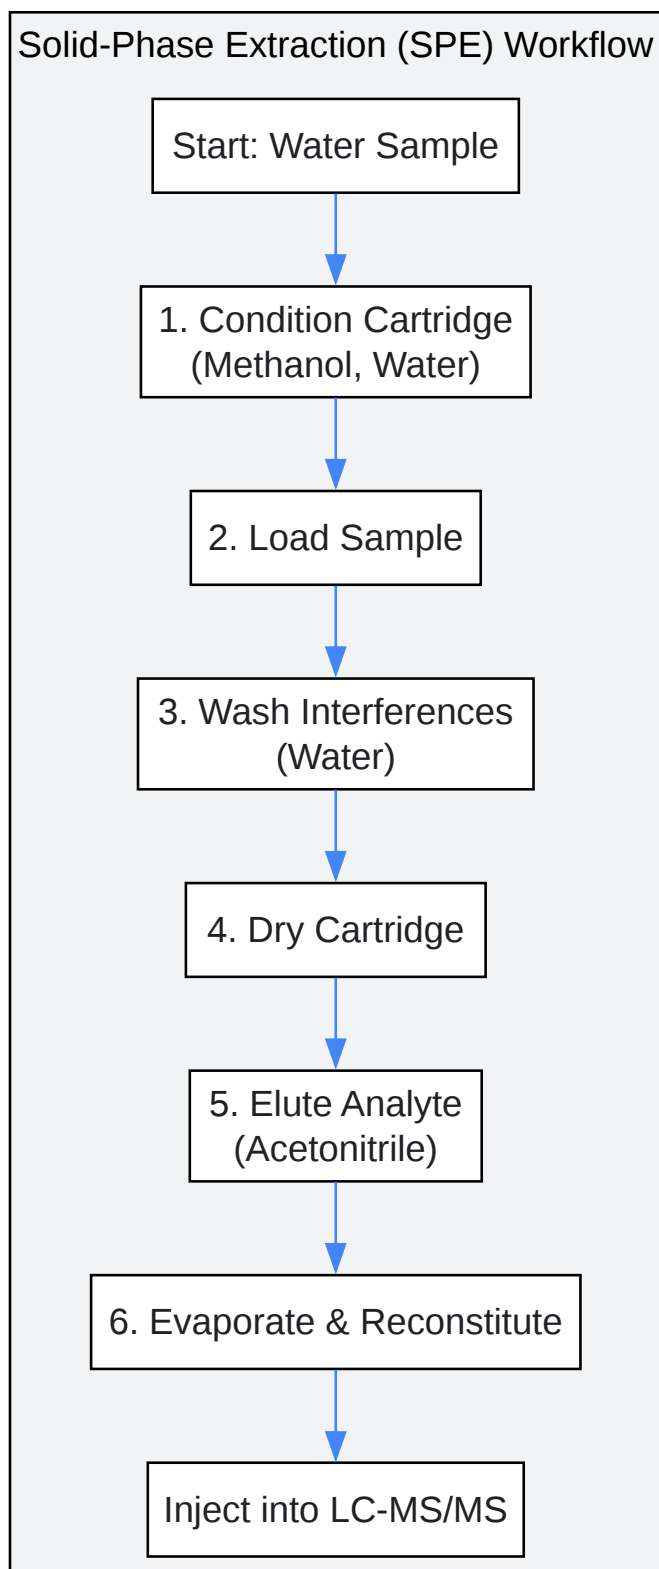 Solid-Phase Extraction (SPE) Workflow
Start: Water Sample
1. Condition Cartridge
(Methanol, Water)
2. Load Sample
3. Wash Interferences
(Water)
4. Dry Cartridge
5. Elute Analyte
(Acetonitrile)
6. Evaporate & Reconstitute
Inject into LC-MS/MS